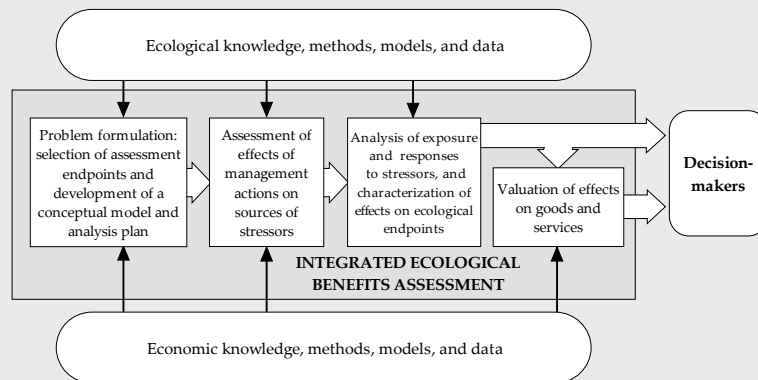 Ecological knowledge, methods, models, and data
Problem formulation:
selection of assessment
endpoints and
development of a
conceptual model and
analysis plan
Assessment of
effects of
management
actions on
sources of
stressors
Analysis of exposure
and responses
to stressors, and
characterization of
effects on ecological
endpoints
Valuation of effects
on goods and
services
Decision-
makers
INTEGRATED ECOLOGICAL
BENEFITS ASSESSMENT
Economic knowledge, methods, models, and data